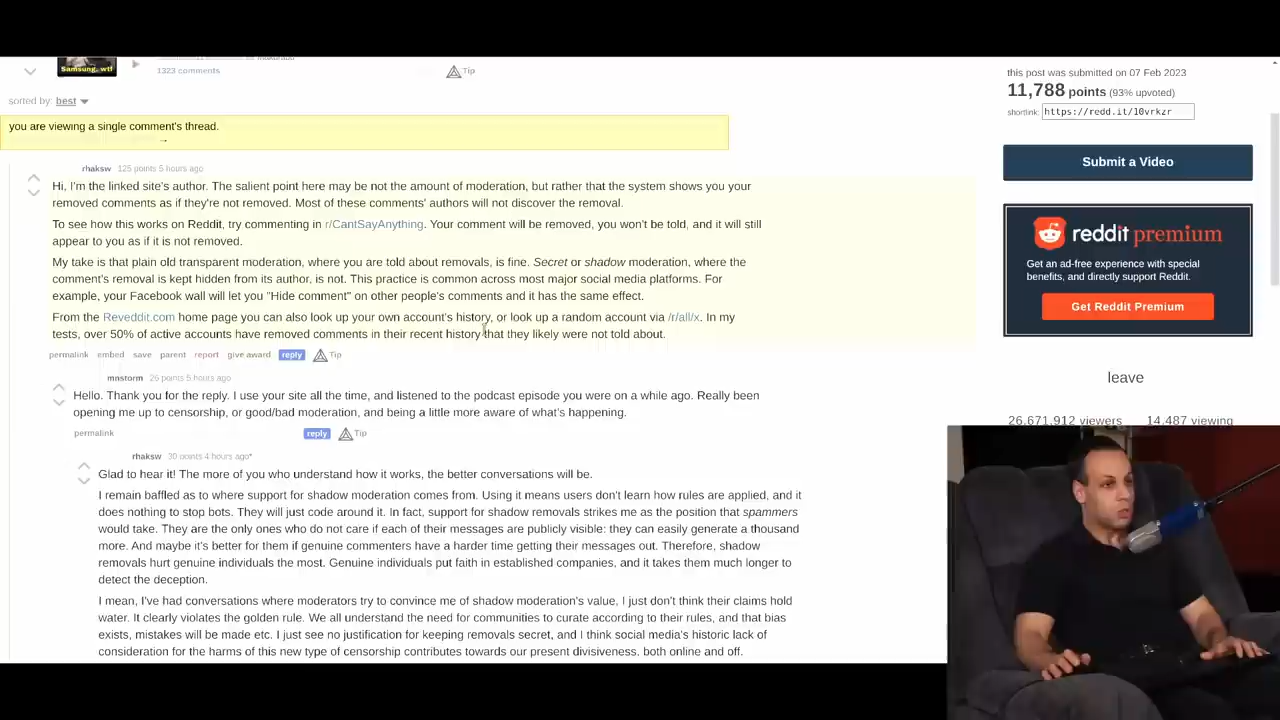 Samsung, wtf
1323 comments
Tip
sorted by: best
you are viewing a single comment's thread.
→
rhaksw 125 points 5 hours ago
Hi, I'm the linked site's author. The salient point here may be not the amount of moderation, but rather that the system shows you your
removed comments as if they're not removed. Most of these comments' authors will not discover the removal.
To see how this works on Reddit, try commenting in r/CantSayAnything. Your comment will be removed, you won't be told, and it will still
appear to you as if it is not removed.
My take is that plain old transparent moderation, where you are told about removals, is fine. Secret or shadow moderation, where the
comment's removal is kept hidden from its author, is not. This practice is common across most major social media platforms. For
example, your Facebook wall will let you "Hide comment" on other people's comments and it has the same effect.
From the Reveddit.com home page you can also look up your own account's history, or look up a random account via /r/all/x. In my
tests, over 50% of active accounts have removed comments in their recent history that they likely were not told about.
permalink embed save parent report give award reply Tip
mnstorm 26 points 5 hours ago
Hello. Thank you for the reply. I use your site all the time, and listened to the podcast episode you were on a while ago. Really been
opening me up to censorship, or good/bad moderation, and being a little more aware of what's happening.
permalink reply Tip
rhaksw 30 points 4 hours ago*
Glad to hear it! The more of you who understand how it works, the better conversations will be.
I remain baffled as to where support for shadow moderation comes from. Using it means users don't learn how rules are applied, and it
does nothing to stop bots. They will just code around it. In fact, support for shadow removals strikes me as the position that spammers
would take. They are the only ones who do not care if each of their messages are publicly visible: they can easily generate a thousand
more. And maybe it's better for them if genuine commenters have a harder time getting their messages out. Therefore, shadow
removals hurt genuine individuals the most. Genuine individuals put faith in established companies, and it takes them much longer to
detect the deception.
I mean, I've had conversations where moderators try to convince me of shadow moderation's value, I just don't think their claims hold
water. It clearly violates the golden rule. We all understand the need for communities to curate according to their rules, and that bias
exists, mistakes will be made etc. I just see no justification for keeping removals secret, and I think social media's historic lack of
consideration for the harms of this new type of censorship contributes towards our present divisiveness, both online and off.
this post was submitted on 07 Feb 2023
11,788 points (93% upvoted)
shortlink: https://redd.it/10vrkzr
Submit a Video
reddit premium
Get an ad-free experience with special
benefits, and directly support Reddit.
Get Reddit Premium
leave
26,671,912 viewers 14,487 viewing